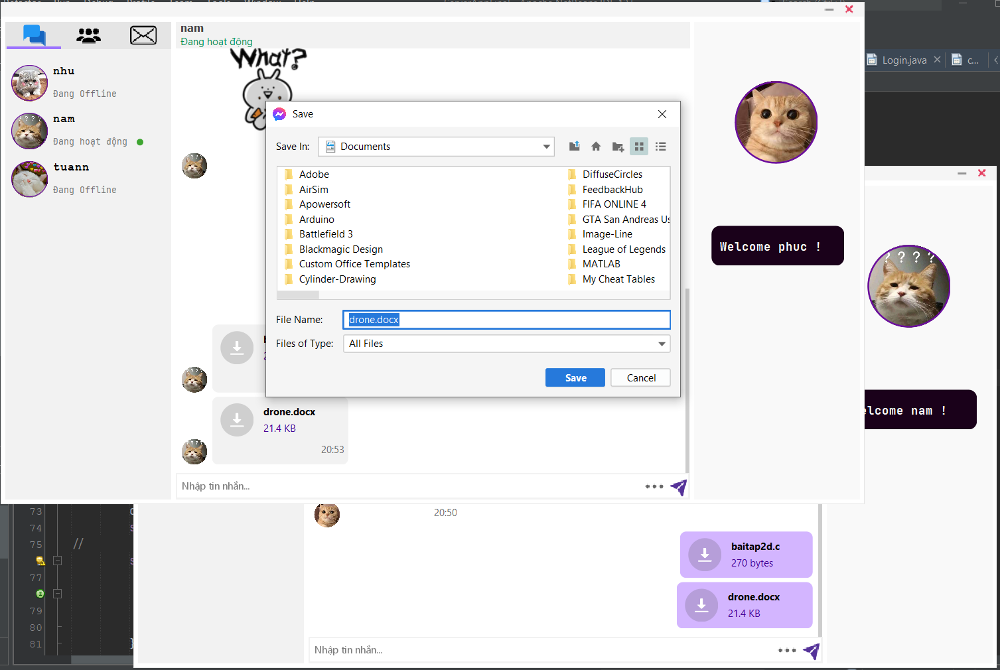 nam
Đang hoạt động
What?
nhu
Đang Offline
nam
Đang hoạt động
tuann
Đang Offline
Save
Save In:
Documents
Adobe
AirSim
Apowersoft
Arduino
Battlefield 3
Blackmagic Design
Custom Office Templates
Cylinder-Drawing
DiffuseCircles
FeedbackHub
FIFA ONLINE 4
GTA San Andreas Us
Image-Line
League of Legends
MATLAB
My Cheat Tables
File Name:
drone.docx
Files of Type:
All Files
Save
Cancel
drone.docx
21.4 KB
20:53
Nhập tin nhắn...
Welcome phuc !
Login.java
c...
? ? ? ?
elcome nam !
73
74
75
//
77
79
80
81
}
20:50
baitap2d.c
270 bytes
drone.docx
21.4 KB
Nhập tin nhắn...